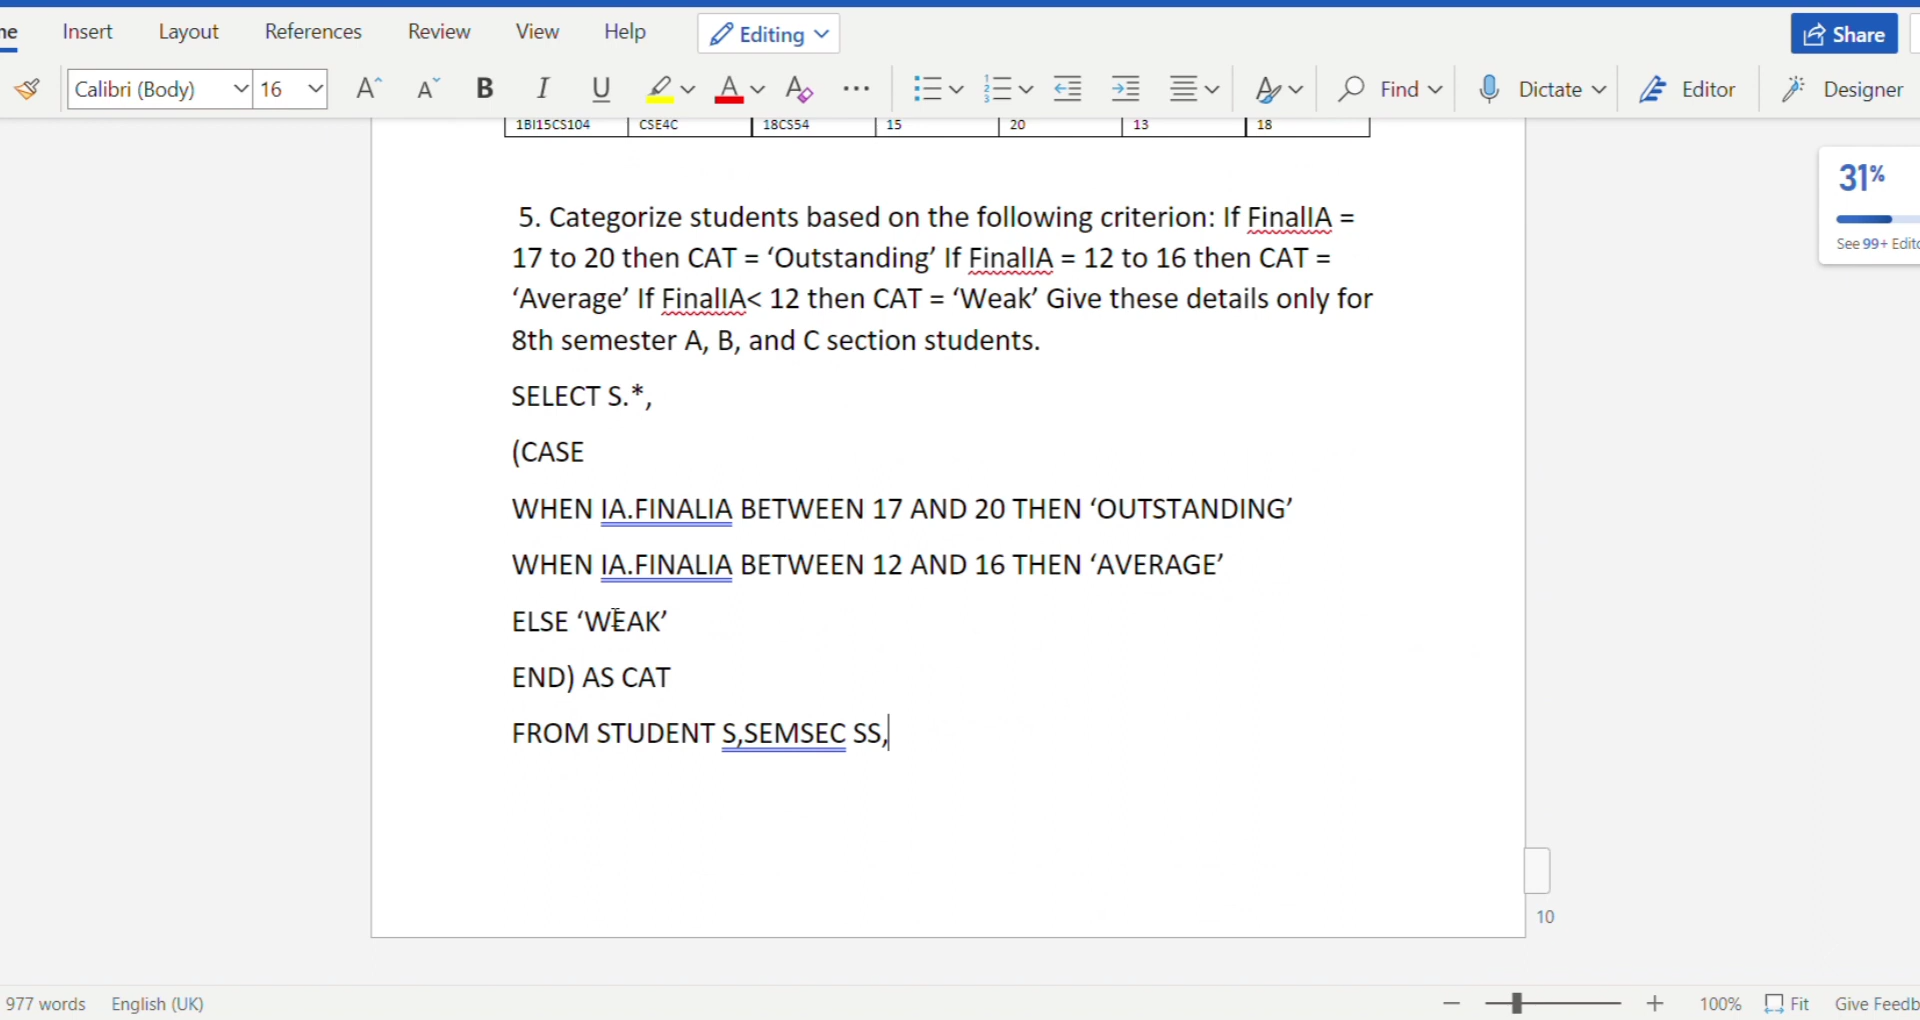 Insert Layout References Review View Help Editing Share
Calibri (Body) 16 A A B I U A A Find Dictate Editor Designer
1BI15CS104 CSE4C 18CS54 15 20 13 18
31%
See 99+
5. Categorize students based on the following criterion: If FinalIA =
17 to 20 then CAT = ‘Outstanding’ If FinalIA = 12 to 16 then CAT =
‘Average’ If FinalIA< 12 then CAT = ‘Weak’ Give these details only for
8th semester A, B, and C section students.
SELECT S.*,
(CASE
WHEN IA.FINALIA BETWEEN 17 AND 20 THEN ‘OUTSTANDING’
WHEN IA.FINALIA BETWEEN 12 AND 16 THEN ‘AVERAGE’
ELSE ‘WEAK’
END) AS CAT
FROM STUDENT S,SEMSEC SS,
10
977 words English (UK) 100% Fit Give